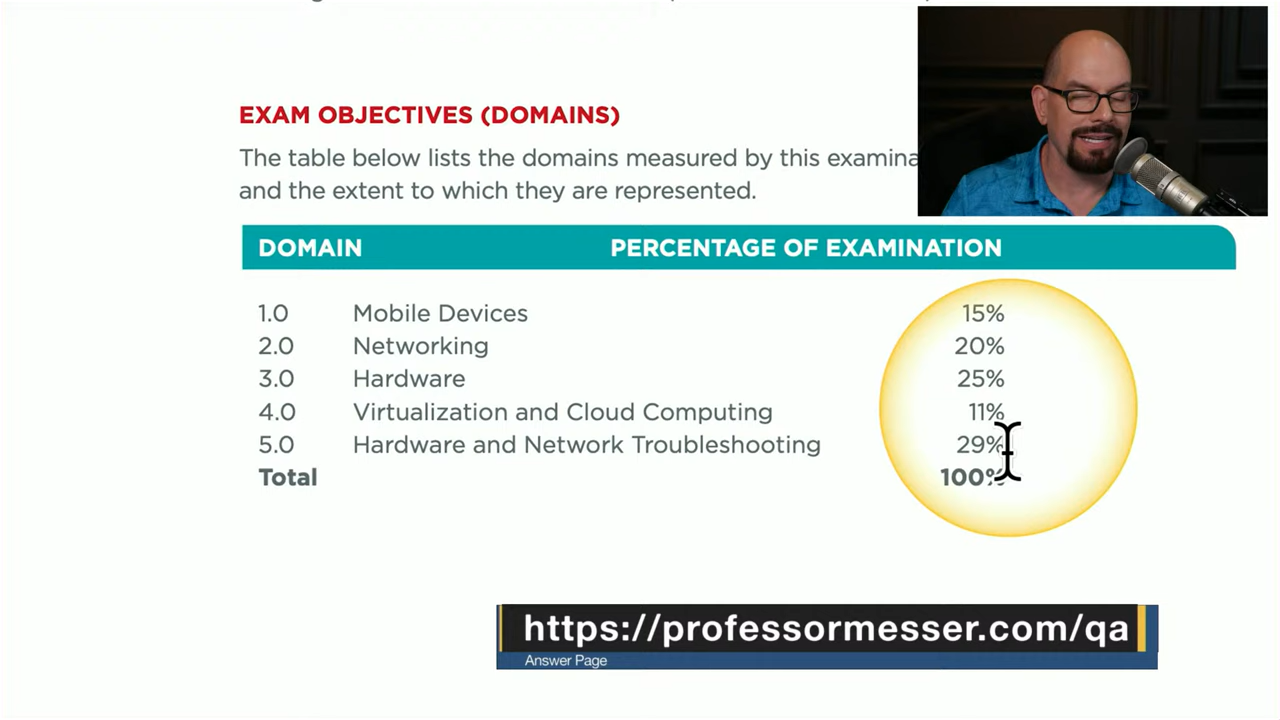 EXAM OBJECTIVES (DOMAINS)
The table below lists the domains measured by this
and the extent to which they are represented.
DOMAIN PERCENTAGE OF EXAMINATION
1.0 Mobile Devices 15%
2.0 Networking 20%
3.0 Hardware 25%
4.0 Virtualization and Cloud Computing 11%
5.0 Hardware and Network Troubleshooting 29%
Total 100%
https://professormesser.com/qa
Answer Page